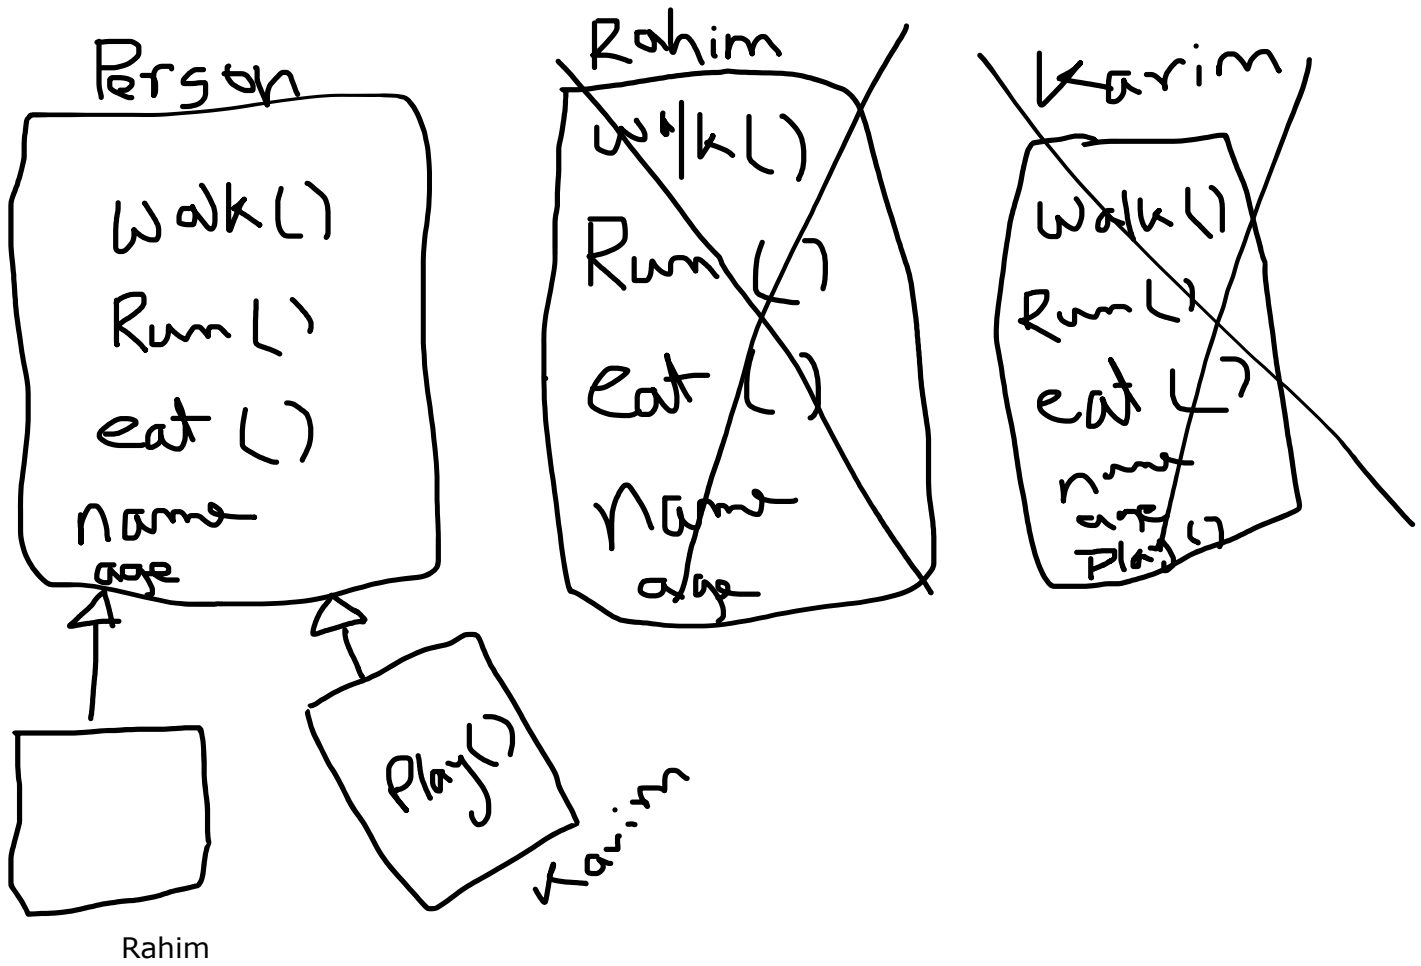 Person
walk()
Run()
eat()
name
age
Rahim
walk()
Run()
eat()
Name
age
Karim
walk()
Run()
eat()
name
age
Play()
Play()
Karim
Rahim